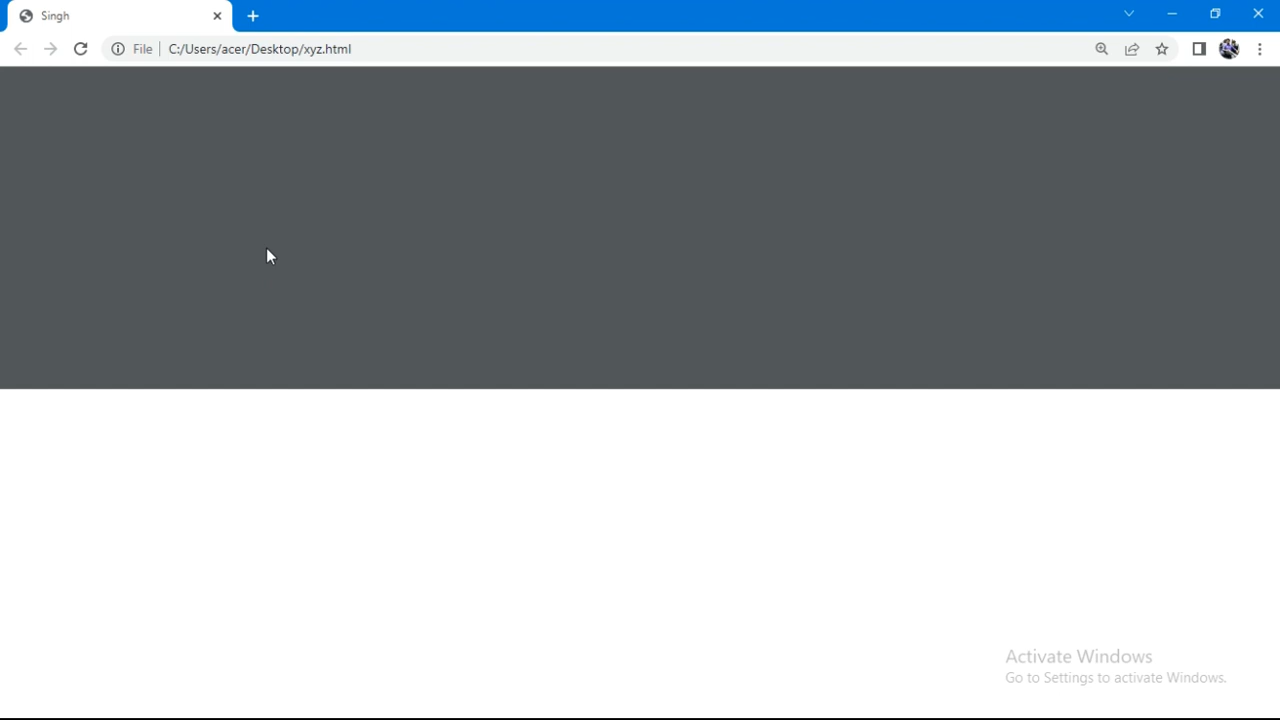 Singh
File
C:/Users/acer/Desktop/xyz.html
Activate Windows
Go to Settings to activate Windows.